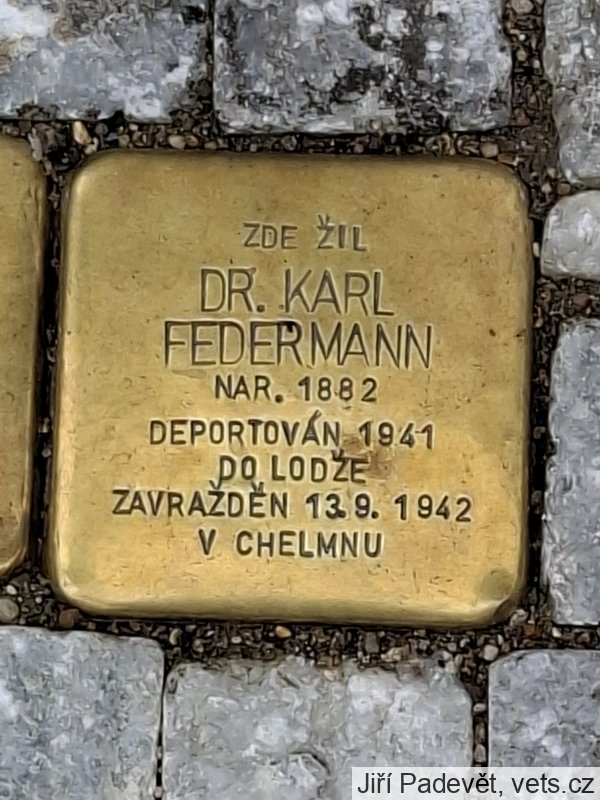 ZDE ŽIL
DR. KARL
FEDERMANN
NAR. 1882
DEPORTOVÁN 1941
DO LODŽE
ZAVRAŽDĚN 13.9. 1942
V CHELMNU
Jiří Padevět, vets.cz